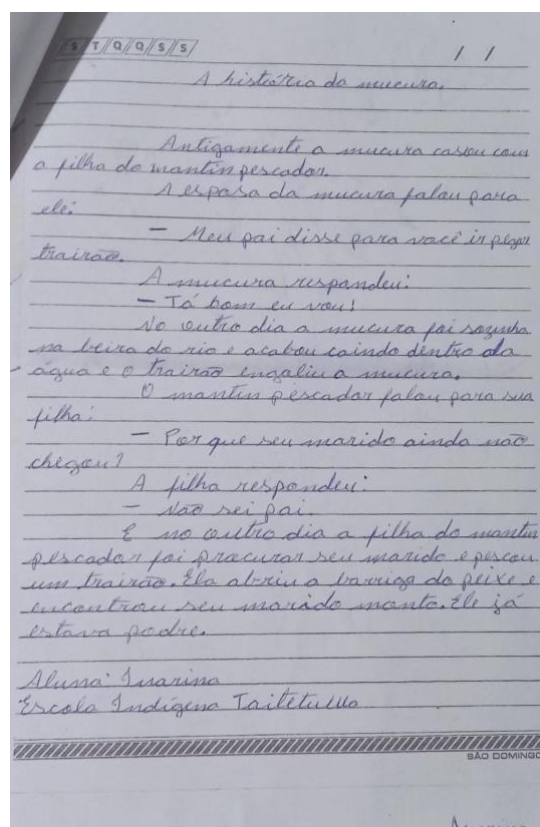 S T Q Q S S
/ /
A história da mucura.
Antigamente a mucura casou com
a filha do mantin pescador.
A esposa da mucura falou para
ele:
— Meu pai disse para você ir pegar
trairão.
A mucura respondeu:
— Tá bom eu vou!
No outro dia a mucura foi sozinha
na beira do rio e acabou caindo dentro da
água e o trairão engoliu a mucura.
O mantin pescador falou para sua
filha:
— Por que seu marido ainda não
chegou?
A filha respondeu:
— Não sei pai.
E no outro dia a filha do mantin
pescador foi procurar seu marido e pescou
um trairão. Ela abriu a barriga do peixe e
encontrou seu marido monto. Ele já
estava podre.
Aluna:
Escola Indígena
SÃO DOMINGO